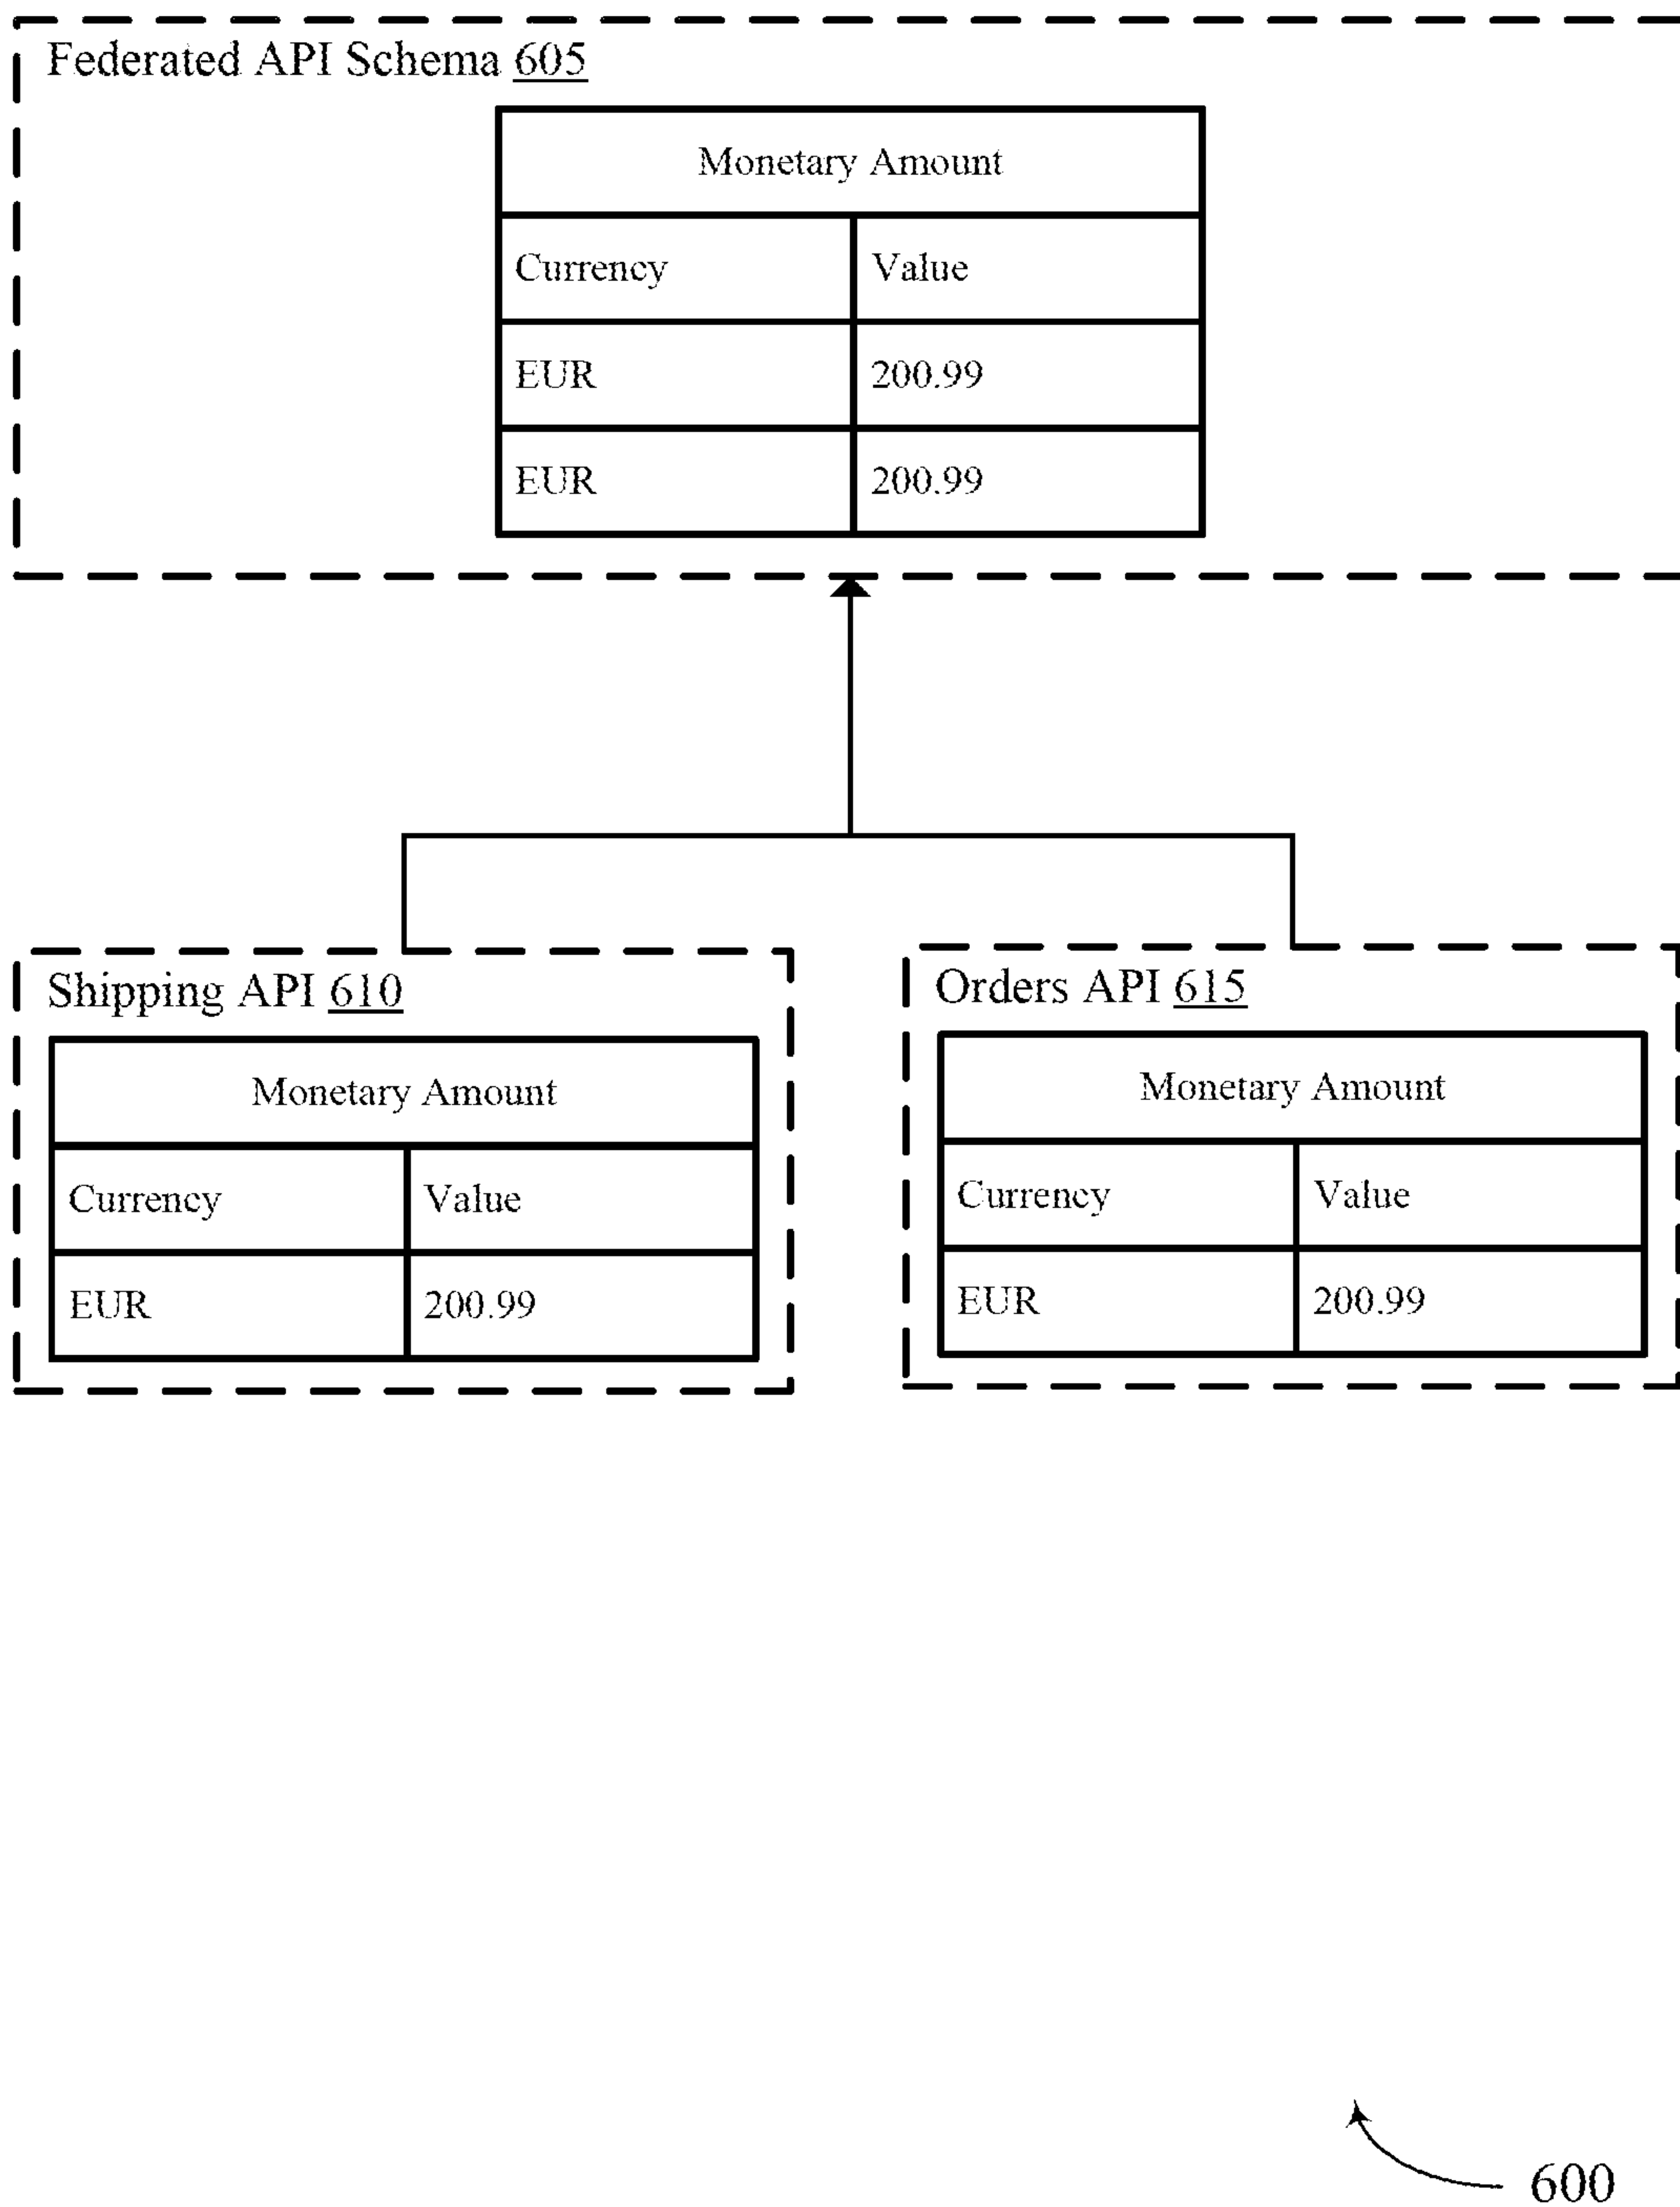 Federated API Schema 605
Monetary Amount
Currency Value
EUR 200.99
EUR 200.99
Shipping API 610
Monetary Amount
Currency Value
EUR 200.99
Orders API 615
Monetary Amount
Currency Value
EUR 200.99
600